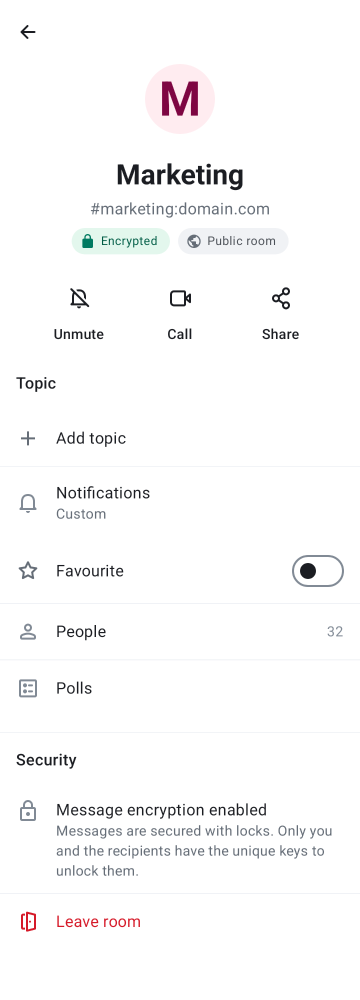 M
Marketing
#marketing:domain.com
Encrypted
Public room
Unmute
Call
Share
Topic
Add topic
Notifications
Custom
Favourite
People
32
Polls
Security
Message encryption enabled
Messages are secured with locks. Only you
and the recipients have the unique keys to
unlock them.
Leave room